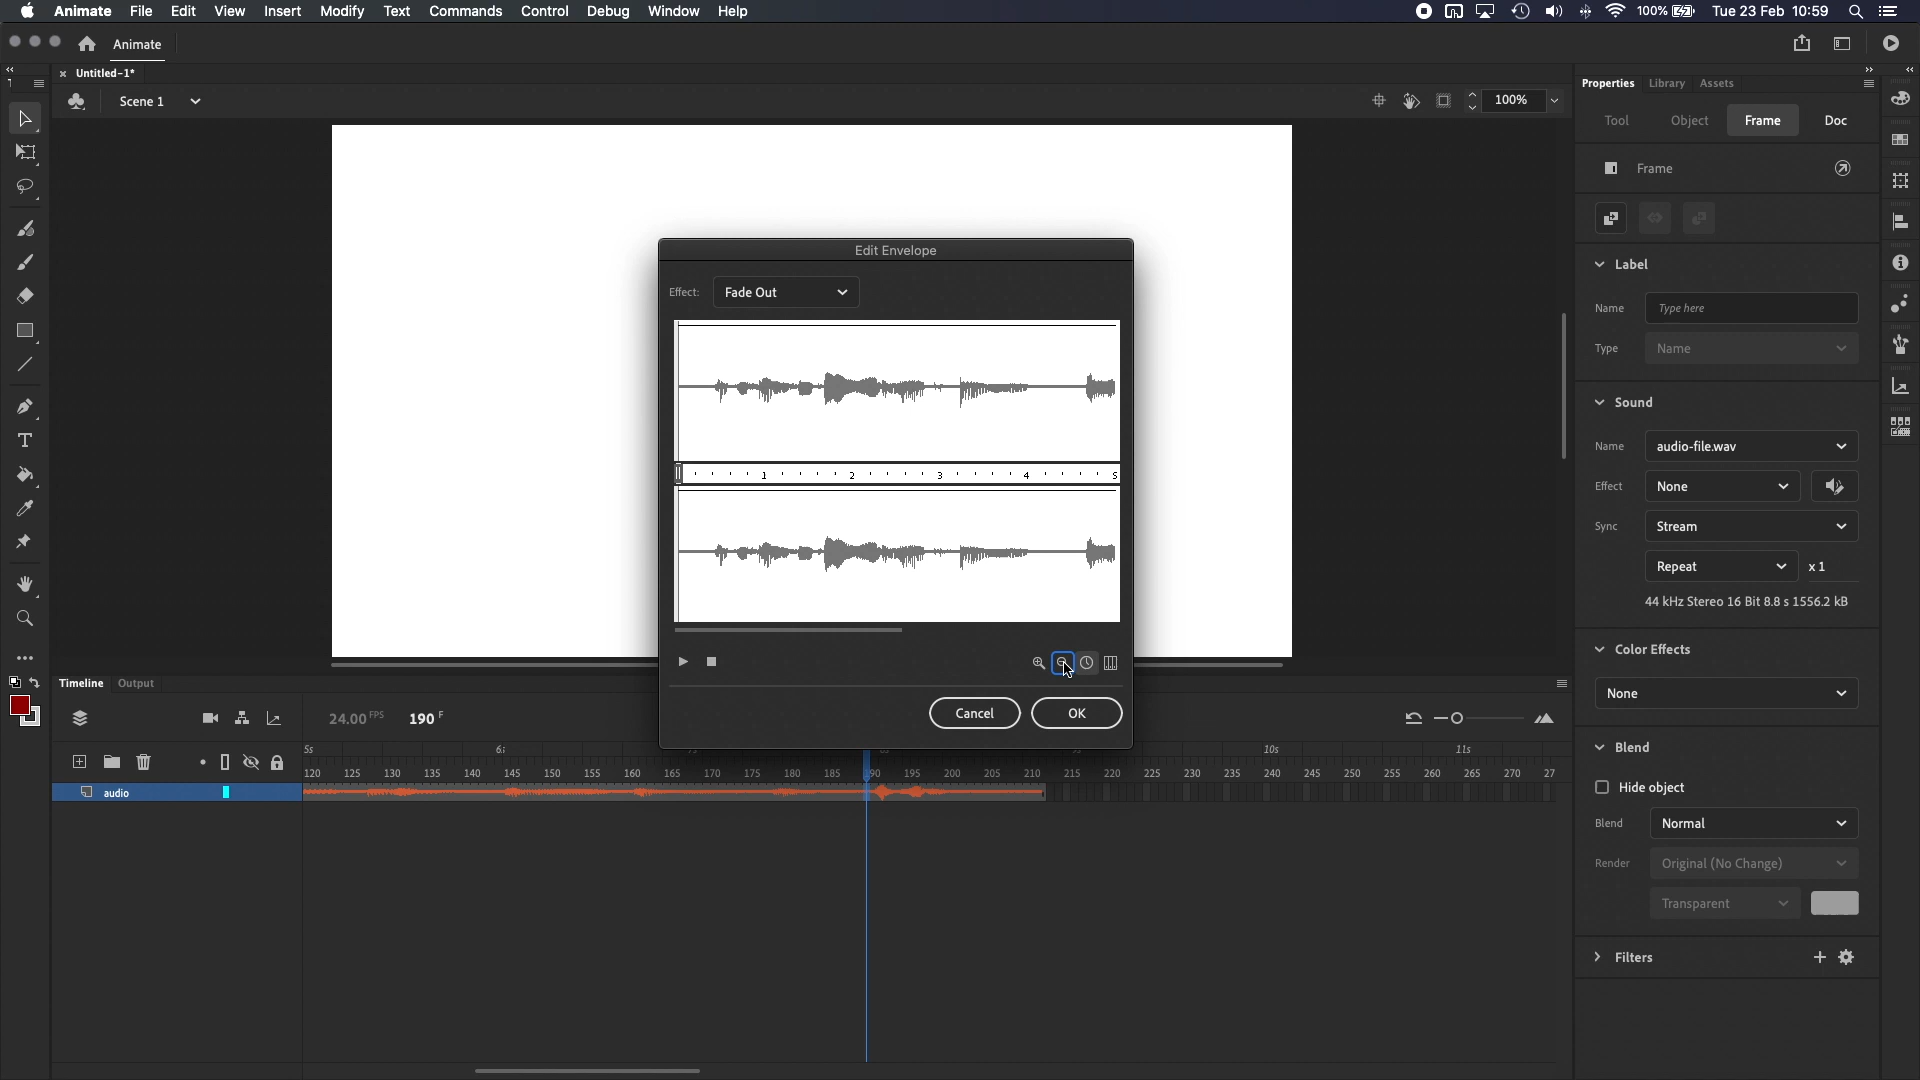 Animate File Edit View Insert Modify Text Commands Control Debug Window Help 100% Tue 23 Feb 10:59
Animate
Untitled-1*
Scene 1 100%
Properties Library Assets
Tool Object Frame Doc
Frame
Label
Name Type here
Type Name
Sound
Name audio-file.wav
Effect None
Sync Stream
Repeat x 1
44 kHz Stereo 16 Bit 8.8 s 1556.2 kB
Color Effects
None
Blend
Hide object
Blend Normal
Render Original (No Change)
Transparent
Filters
Edit Envelope
Effect: Fade Out
1 2 3 4 5
Cancel OK
Timeline Output
24.00 FPS 190 F
5s 10s 11s
120 125 130 135 140 145 150 155 160 165 170 175 180 185 190 195 200 205 210 215 220 225 230 235 240 245 250 255 260 265 270 27
audio